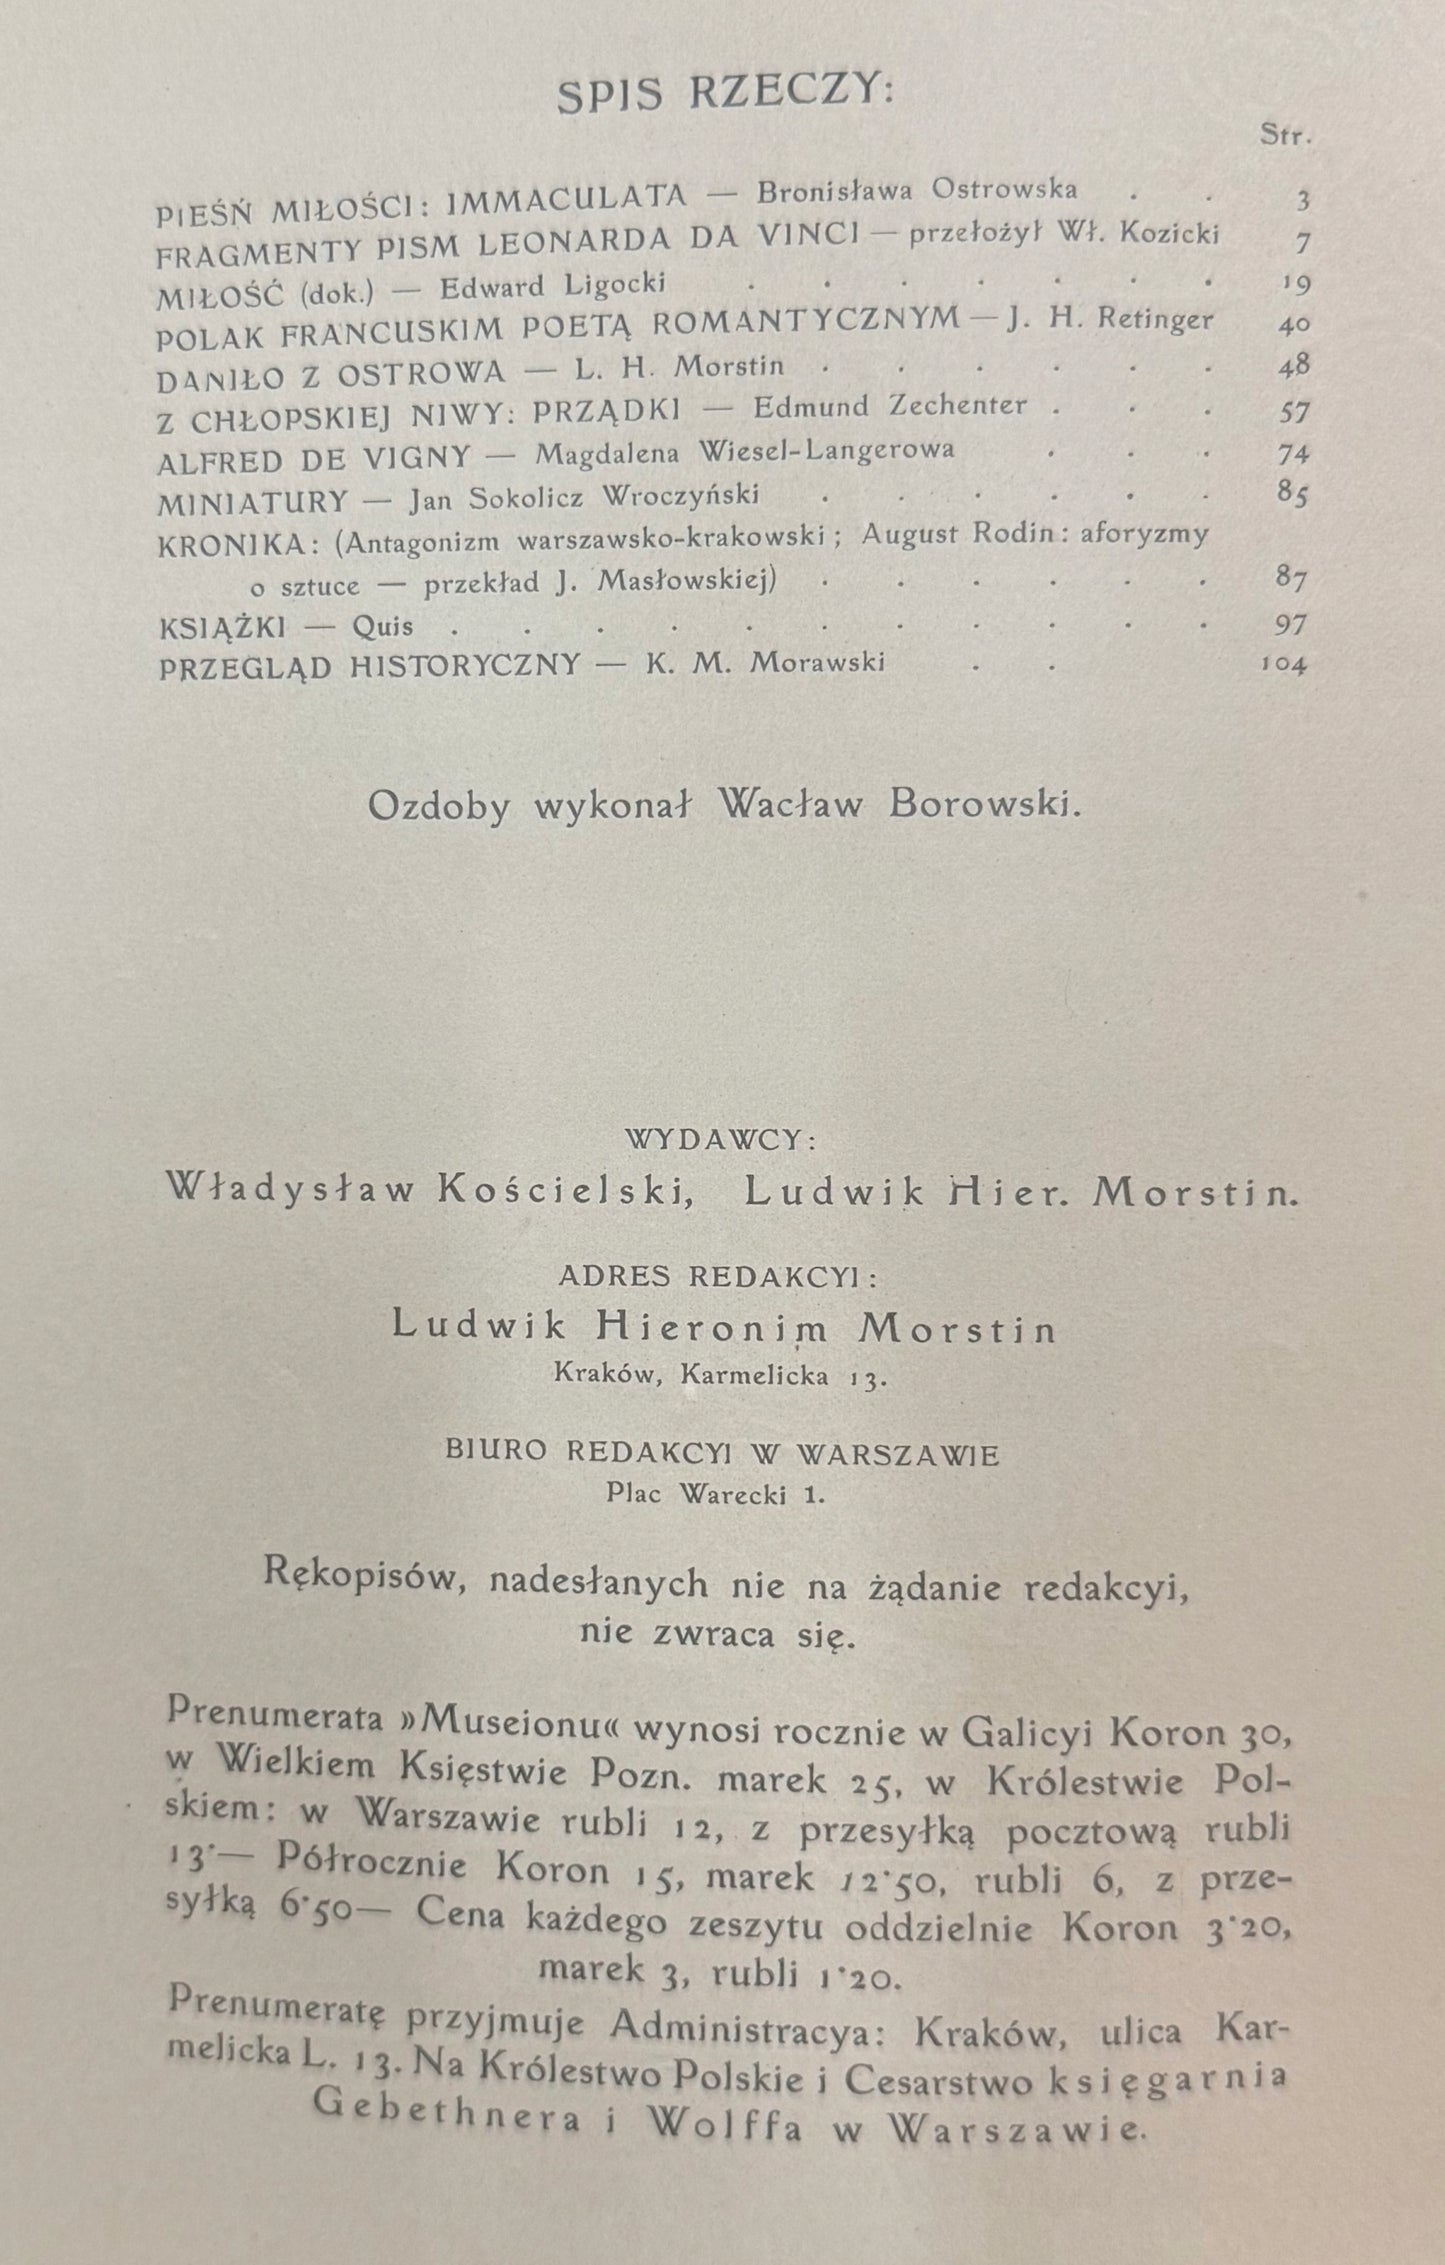 SPIS RZECZY:
Str.
PIEŚŃ MIŁOŚCI: IMMACULATA — Bronisława Ostrowska . . 3
FRAGMENTY PISM LEONARDA DA VINCI — przełożył Wł. Kozicki 7
MIŁOŚĆ (dok.) — Edward Ligocki . . . . . . . 19
POLAK FRANCUSKIM POETĄ ROMANTYCZNYM — J. H. Retinger 40
DANIŁO Z OSTROWA — L. H. Morstin . . . . . . 48
Z CHŁOPSKIEJ NIWY: PRZĄDKI — Edmund Zechenter . . . 57
ALFRED DE VIGNY — Magdalena Wiesel-Langerowa . . . 74
MINIATURY — Jan Sokolicz Wroczyński . . . . . . 85
KRONIKA: (Antagonizm warszawsko-krakowski; August Rodin: aforyzmy
o sztuce — przekład J. Masłowskiej) . . . . . . 87
KSIĄŻKI — Quis . . . . . . . . . . . 97
PRZEGLĄD HISTORYCZNY — K. M. Morawski . . 104
Ozdoby wykonał Wacław Borowski.
WYDAWCY:
Władysław Kościelski, Ludwik Hier. Morstin.
ADRES REDAKCYI:
Ludwik Hieronim Morstin
Kraków, Karmelicka 13.
BIURO REDAKCYI W WARSZAWIE
Plac Warecki 1.
Rękopisów, nadesłanych nie na żądanie redakcyi,
nie zwraca się.
Prenumerata »Museionu« wynosi rocznie w Galicyi Koron 30,
w Wielkiem Księstwie Pozn. marek 25, w Królestwie Pol-
skiem: w Warszawie rubli 12, z przesyłką pocztową rubli
13·— Półrocznie Koron 15, marek 12·50, rubli 6, z prze-
syłką 6·50— Cena każdego zeszytu oddzielnie Koron 3·20,
marek 3, rubli 1·20.
Prenumeratę przyjmuje Administracya: Kraków, ulica Kar-
melicka L. 13. Na Królestwo Polskie i Cesarstwo księgarnia
Gebethnera i Wolffa w Warszawie.